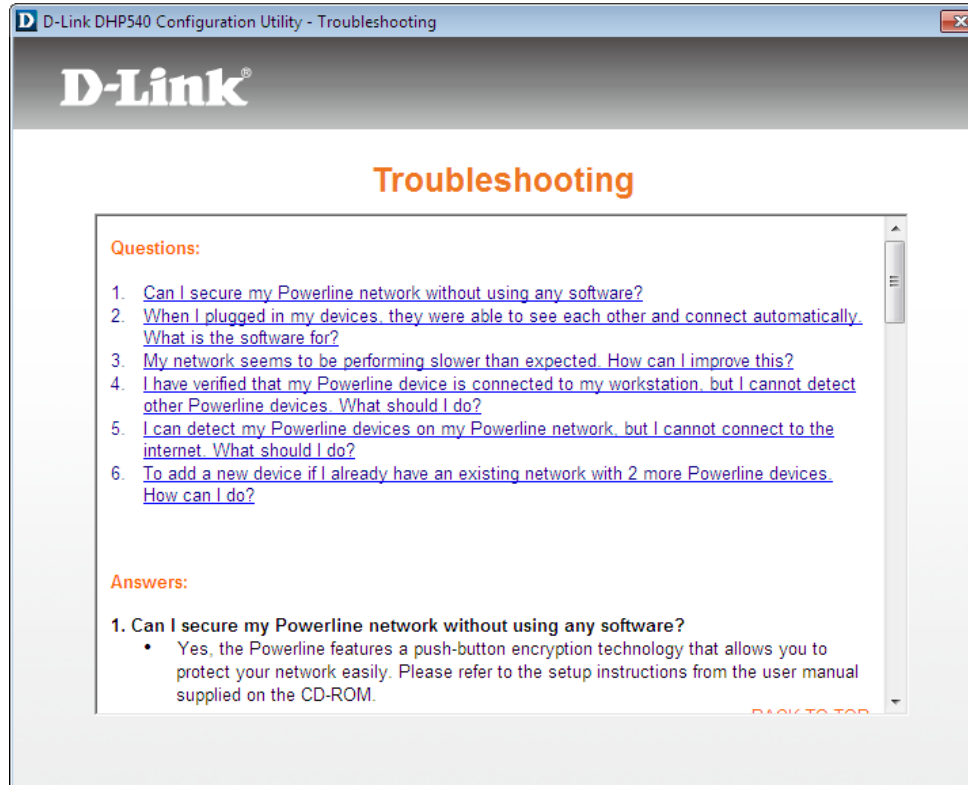 D-Link DHP540 Configuration Utility - Troubleshooting
D-Link®
Troubleshooting
Questions:
1. Can I secure my Powerline network without using any software?
2. When I plugged in my devices, they were able to see each other and connect automatically.
What is the software for?
3. My network seems to be performing slower than expected. How can I improve this?
4. I have verified that my Powerline device is connected to my workstation, but I cannot detect
other Powerline devices. What should I do?
5. I can detect my Powerline devices on my Powerline network, but I cannot connect to the
internet. What should I do?
6. To add a new device if I already have an existing network with 2 more Powerline devices.
How can I do?
Answers:
1. Can I secure my Powerline network without using any software?
• Yes, the Powerline features a push-button encryption technology that allows you to
protect your network easily. Please refer to the setup instructions from the user manual
supplied on the CD-ROM.
BACK TO TOP